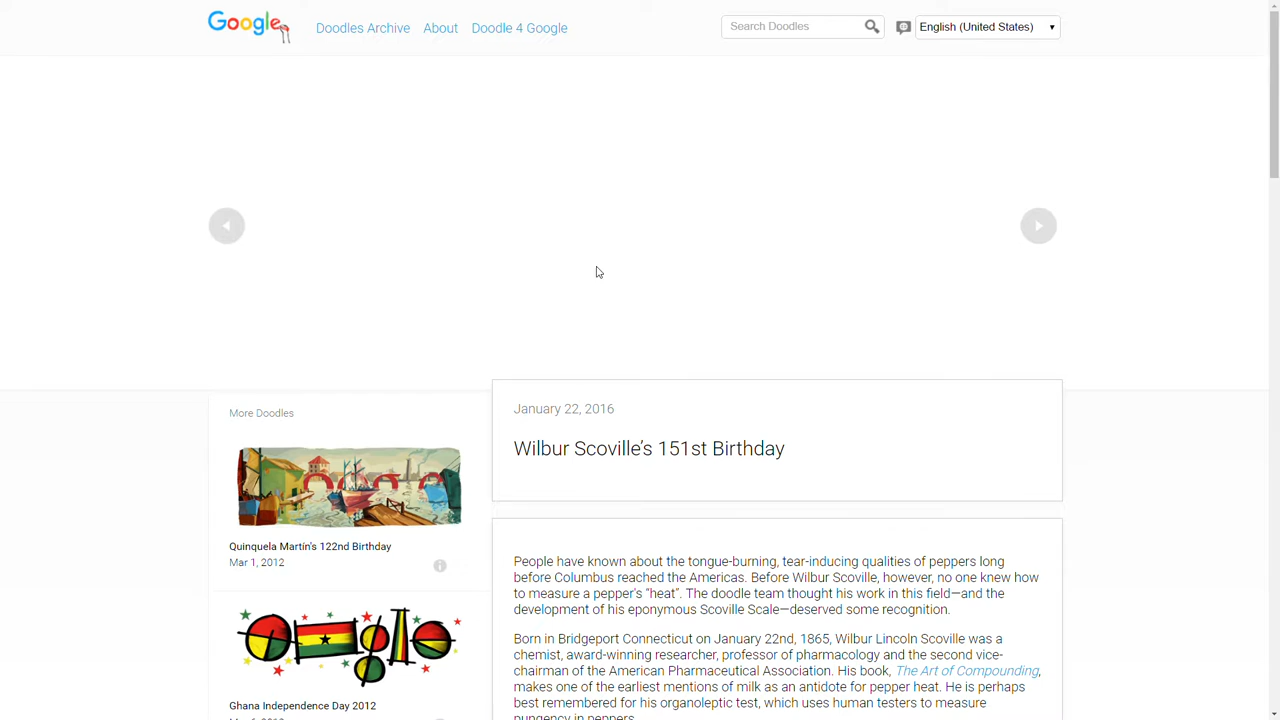 Google
Doodles Archive
About
Doodle 4 Google
Search Doodles
English (United States)
January 22, 2016
Wilbur Scoville’s 151st Birthday
More Doodles
Quinquela Martín's 122nd Birthday
Mar 1, 2012
Google
Ghana Independence Day 2012
People have known about the tongue-burning, tear-inducing qualities of peppers long
before Columbus reached the Americas. Before Wilbur Scoville, however, no one knew how
to measure a pepper's “heat”. The doodle team thought his work in this field—and the
development of his eponymous Scoville Scale—deserved some recognition.
Born in Bridgeport Connecticut on January 22nd, 1865, Wilbur Lincoln Scoville was a
chemist, award-winning researcher, professor of pharmacology and the second vice-
chairman of the American Pharmaceutical Association. His book, The Art of Compounding,
makes one of the earliest mentions of milk as an antidote for pepper heat. He is perhaps
best remembered for his organoleptic test, which uses human testers to measure
pungency in peppers.